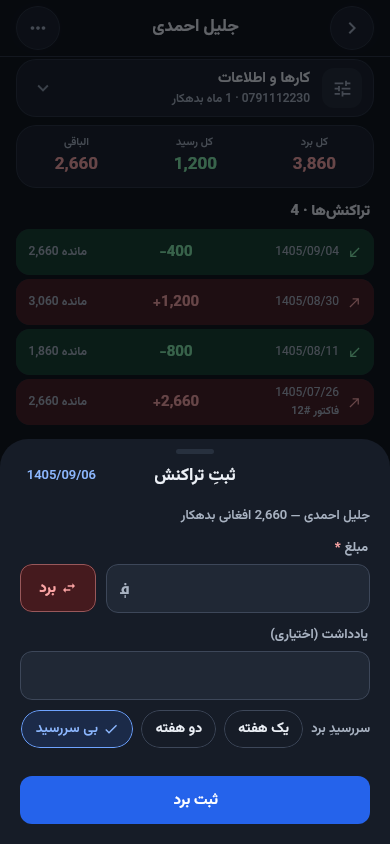 جلیل احمدی
کارها و اطلاعات
0791112230 · 1 ماه بدهکار
کل برد
کل رسید
الباقی
3,860
1,200
2,660
تراکنش‌ها · 4
1405/09/04
−400
مانده 2,660
1405/08/30
+1,200
مانده 3,060
1405/08/11
−800
مانده 1,860
1405/07/26
فاکتور #12
+2,660
مانده 2,660
ثبتِ تراکنش
1405/09/06
جلیل احمدی — 2,660 افغانی بدهکار
مبلغ *
؋
برد
یادداشت (اختیاری)
سررسیدِ برد
یک هفته
دو هفته
بی سررسید
ثبت برد